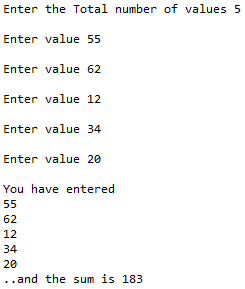 Enter the Total number of values 5
Enter value 55
Enter value 62
Enter value 12
Enter value 34
Enter value 20
You have entered
55
62
12
34
20
..and the sum is 183